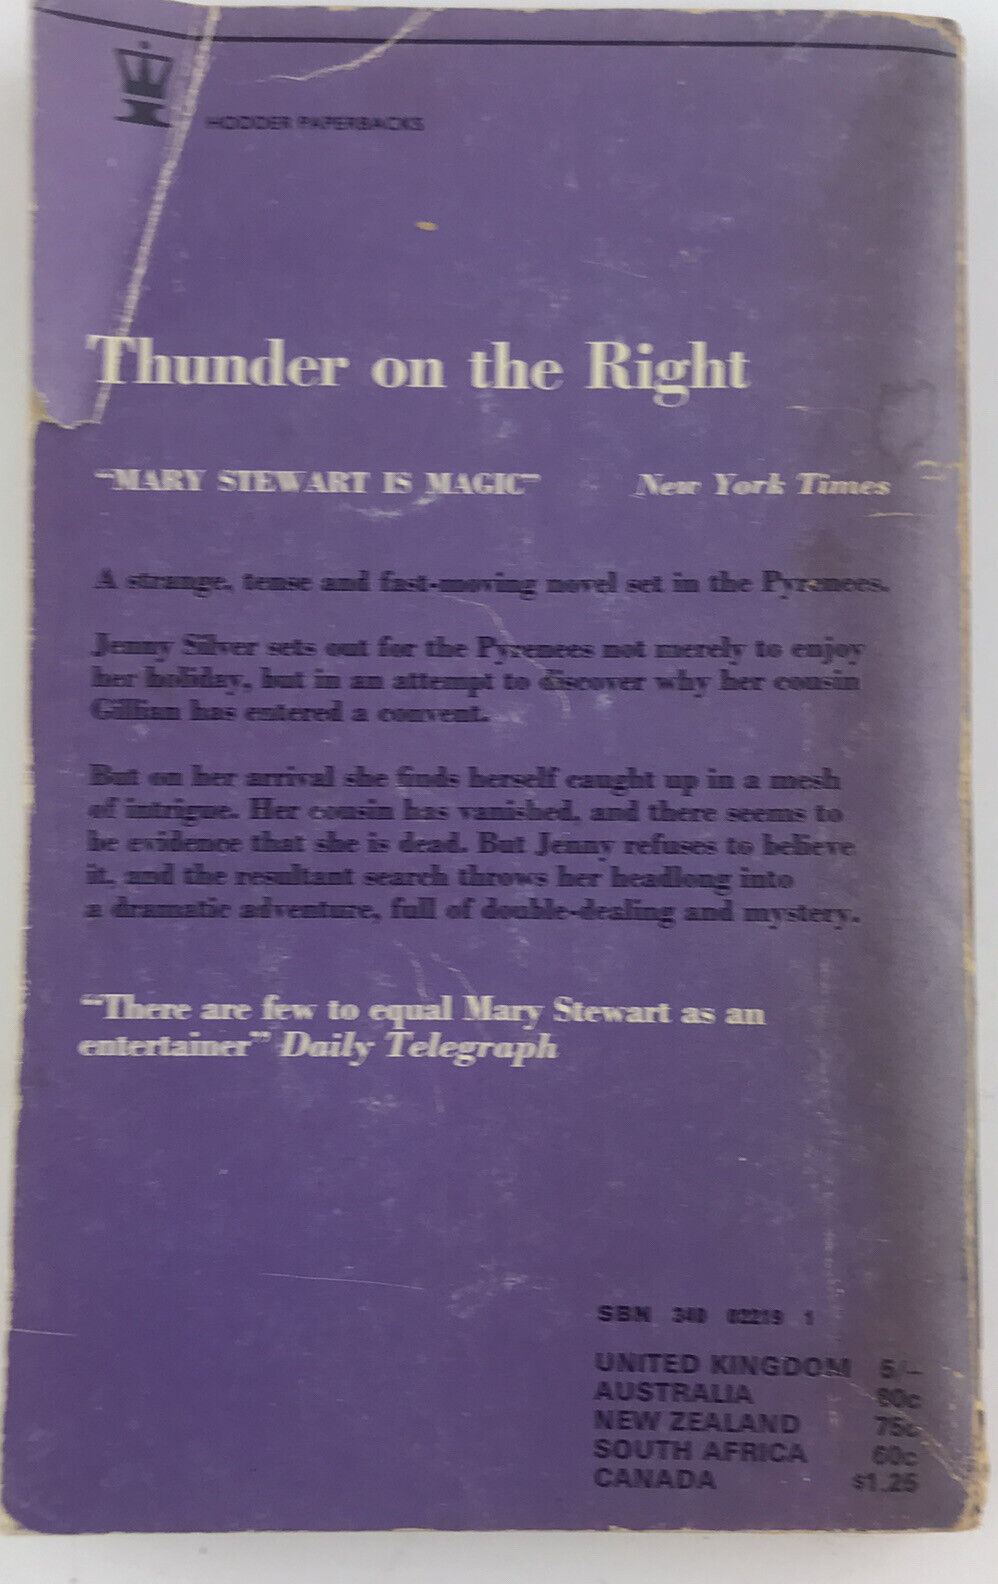 HODDER PAPERBACKS
Thunder on the Right
"MARY STEWART IS MAGIC" New York Times
A strange, tense and fast-moving novel set in the Pyrenees.
Jenny Silver sets out for the Pyrenees not merely to enjoy
her holiday, but in an attempt to discover why her cousin
Gillian has entered a convent.
But on her arrival she finds herself caught up in a mesh
of intrigue. Her cousin has vanished, and there seems to
be evidence that she is dead. But Jenny refuses to believe
it, and the resultant search throws her headlong into
a dramatic adventure, full of double-dealing and mystery.
"There are few to equal Mary Stewart as an
entertainer" Daily Telegraph
SBN 340 02219 1
UNITED KINGDOM 5/-
AUSTRALIA
NEW ZEALAND 75c
SOUTH AFRICA 60c
CANADA $1.25